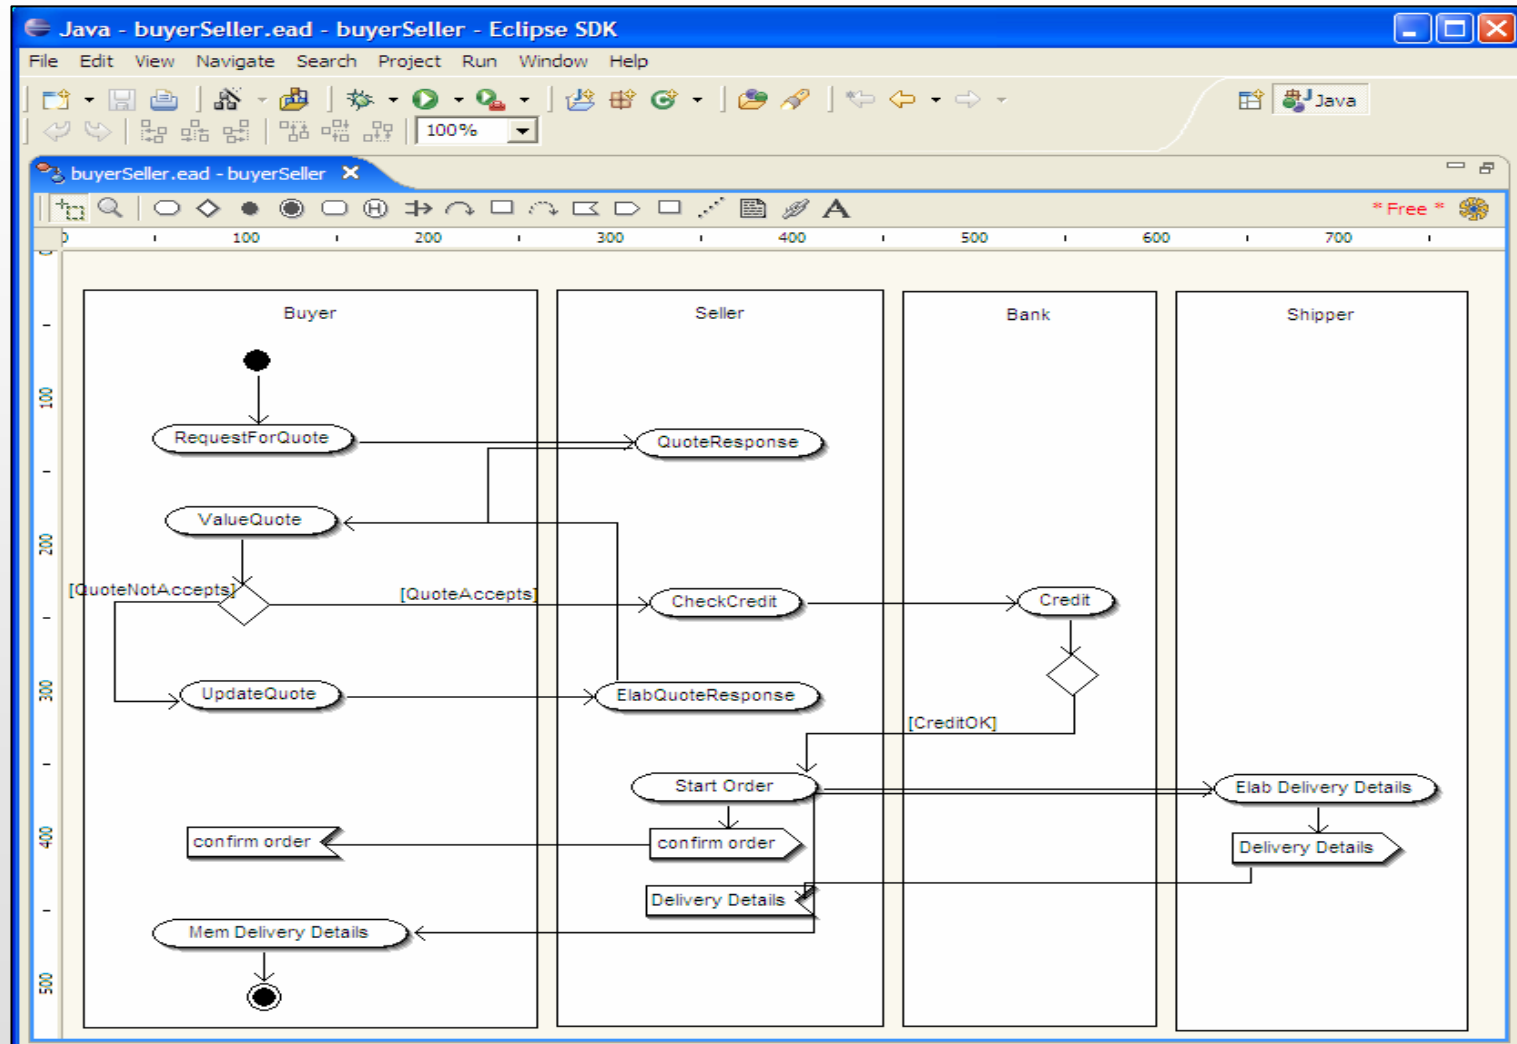 Java - buyerSeller.ead - buyerSeller - Eclipse SDK
File Edit View Navigate Search Project Run Window Help
Java
100%
buyerSeller.ead - buyerSeller
* Free *
0 100 200 300 400 500 600 700
0
100
200
300
400
500
Buyer Seller Bank Shipper
RequestForQuote QuoteResponse
ValueQuote
[QuoteNotAccepts] [QuoteAccepts] CheckCredit Credit
UpdateQuote ElabQuoteResponse
[CreditOK]
Start Order Elab Delivery Details
confirm order confirm order Delivery Details
Delivery Details
Mem Delivery Details